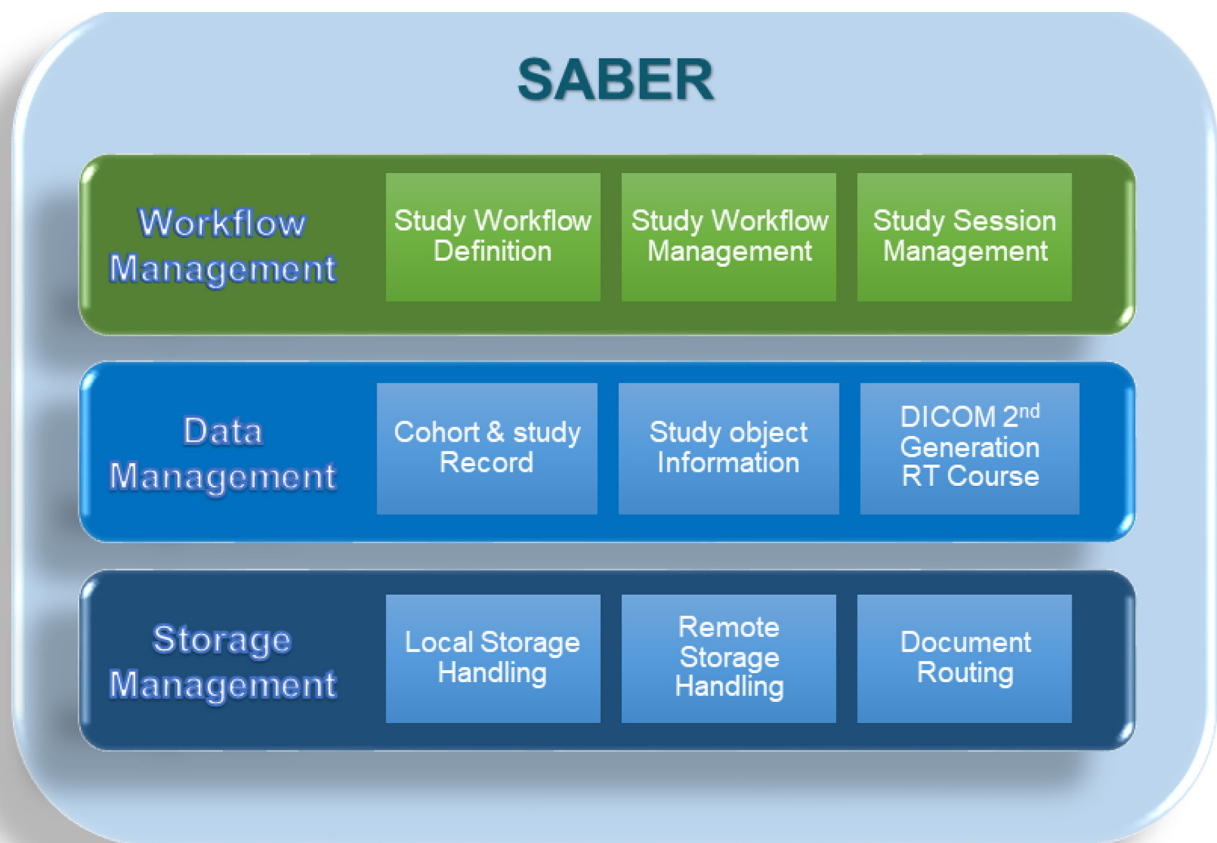 SABER
Workflow
Management
Study Workflow
Definition
Study Workflow
Management
Study Session
Management
Data
Management
Cohort & study
Record
Study object
Information
DICOM 2nd
Generation
RT Course
Storage
Management
Local Storage
Handling
Remote
Storage
Handling
Document
Routing